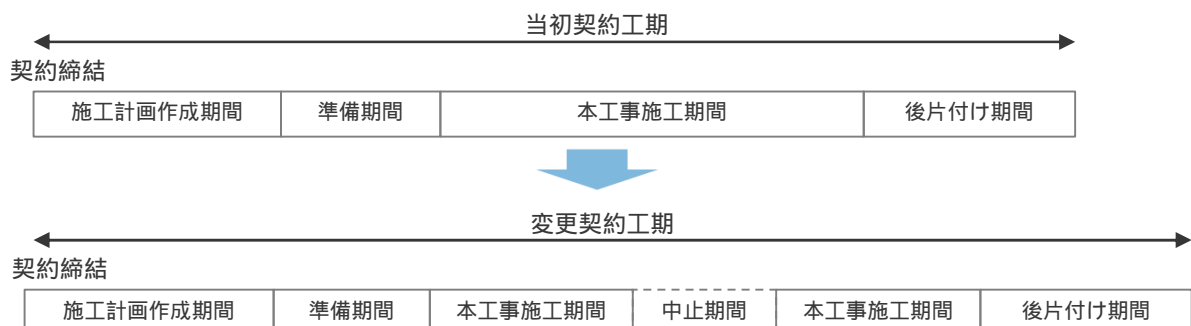 当初契約工期
契約締結
施工計画作成期間 準備期間 本工事施工期間 後片付け期間
変更契約工期
契約締結
施工計画作成期間 準備期間 本工事施工期間 中止期間 本工事施工期間 後片付け期間